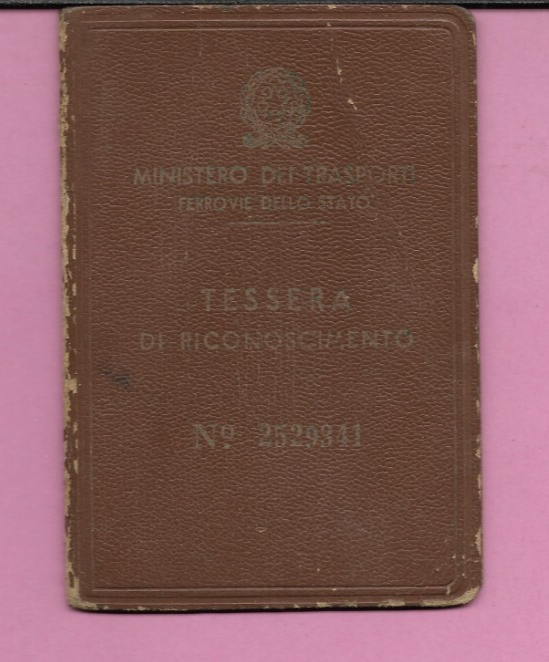 MINISTERO DEI TRASPORTI
FERROVIE DELLO STATO
TESSERA
DI RICONOSCIMENTO
Nº 2529341